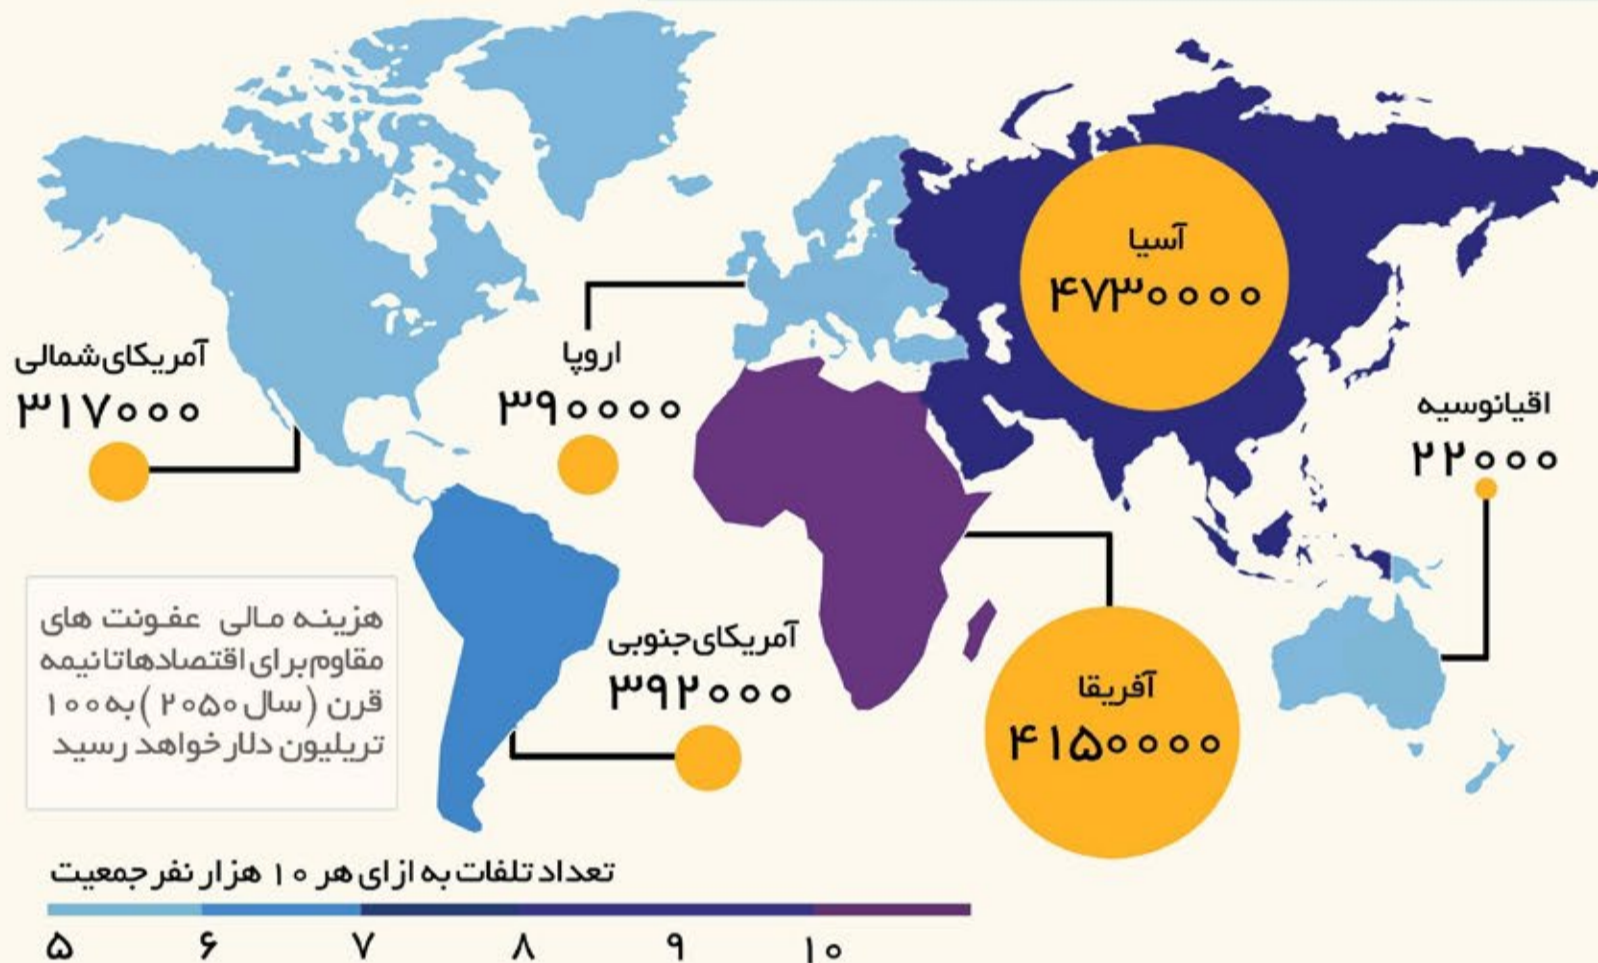 آسیا
۴۷۳۰۰۰۰
آمریکای شمالی
۳۱۷۰۰۰
اروپا
۳۹۰۰۰۰
اقیانوسیه
۲۲۰۰۰
هزینه مالی عفونت های
مقاوم برای اقتصادها تا نیمه
قرن (سال ۲۰۵۰) به ۱۰۰
تریلیون دلار خواهد رسید
آمریکای جنوبی
۳۹۲۰۰۰
آفریقا
۴۱۵۰۰۰۰
تعداد تلفات به ازای هر ۱۰ هزار نفر جمعیت
۵ ۶ ۷ ۸ ۹ ۱۰